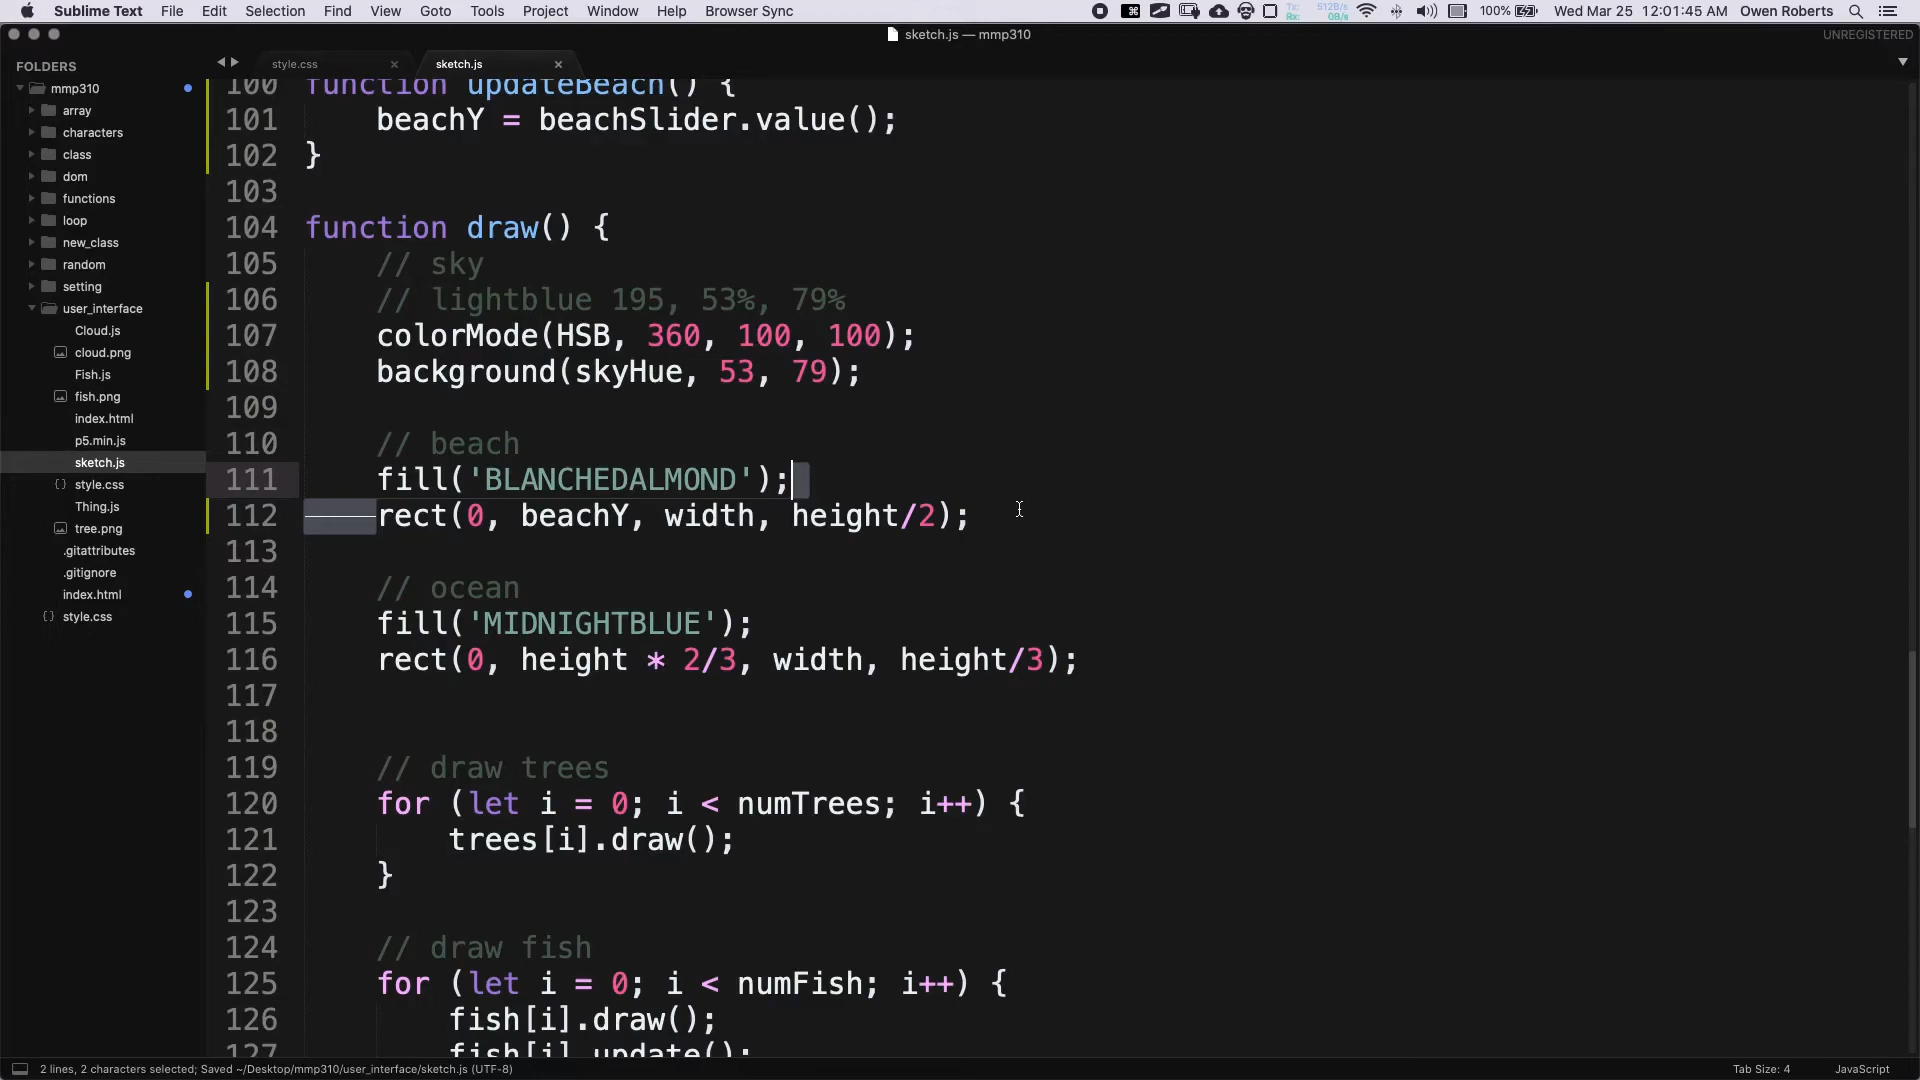 Sublime Text File Edit Selection Find View Goto Tools Project Window Help Browser Sync Tx: 512B/s Rx: 0B/s 100% Wed Mar 25 12:01:45 AM Owen Roberts
sketch.js — mmp310 UNREGISTERED
FOLDERS
mmp310
array
characters
class
dom
functions
loop
new_class
random
setting
user_interface
Cloud.js
cloud.png
Fish.js
fish.png
index.html
p5.min.js
sketch.js
style.css
Thing.js
tree.png
.gitattributes
.gitignore
index.html
style.css
style.css × sketch.js ×
100 function updateBeach() {
101 beachY = beachSlider.value();
102 }
103
104 function draw() {
105 // sky
106 // lightblue 195, 53%, 79%
107 colorMode(HSB, 360, 100, 100);
108 background(skyHue, 53, 79);
109
110 // beach
111 fill('BLANCHEDALMOND');
112 rect(0, beachY, width, height/2);
113
114 // ocean
115 fill('MIDNIGHTBLUE');
116 rect(0, height * 2/3, width, height/3);
117
118
119 // draw trees
120 for (let i = 0; i < numTrees; i++) {
121 trees[i].draw();
122 }
123
124 // draw fish
125 for (let i = 0; i < numFish; i++) {
126 fish[i].draw();
127 fish[i].update();
2 lines, 2 characters selected; Saved ~/Desktop/mmp310/user_interface/sketch.js (UTF-8) Tab Size: 4 JavaScript